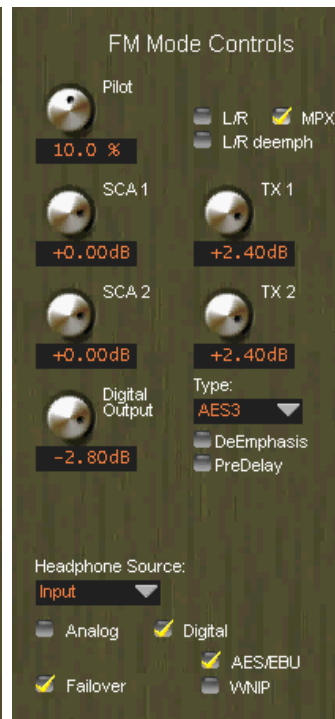 FM Mode Controls
Pilot
10.0 %
L/R
MPX
L/R deemph
SCA 1
+0.00dB
TX 1
+2.40dB
SCA 2
+0.00dB
TX 2
+2.40dB
Digital
Output
-2.80dB
Type:
AES3
DeEmphasis
PreDelay
Headphone Source:
Input
Analog
Digital
AES/EBU
Failover
WNIP